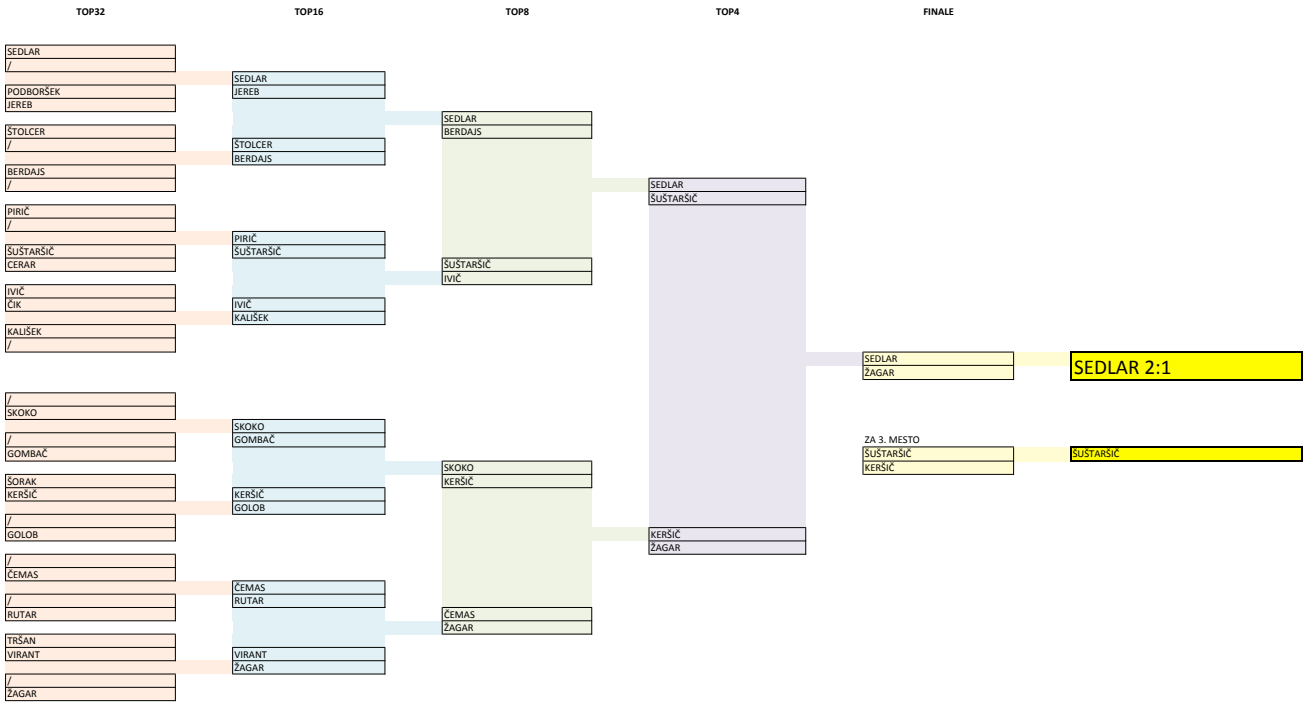 TOP32
TOP16
TOP8
TOP4
FINALE
SEDLAR
/
PODBORŠEK
JEREB
ŠTOLCER
/
BERDAJS
/
PIRIČ
/
ŠUŠTARŠIČ
CERAR
IVIČ
ČIK
KALIŠEK
/
/
SKOKO
/
GOMBAČ
ŠORAK
KERŠIČ
/
GOLOB
/
ČEMAS
/
RUTAR
TRŠAN
VIRANT
/
ŽAGAR
SEDLAR
JEREB
ŠTOLCER
BERDAJS
PIRIČ
ŠUŠTARŠIČ
IVIČ
KALIŠEK
SKOKO
GOMBAČ
KERŠIČ
GOLOB
ČEMAS
RUTAR
VIRANT
ŽAGAR
SEDLAR
BERDAJS
ŠUŠTARŠIČ
IVIČ
SKOKO
KERŠIČ
ČEMAS
ŽAGAR
SEDLAR
ŠUŠTARŠIČ
KERŠIČ
ŽAGAR
SEDLAR
ŽAGAR
SEDLAR 2:1
ZA 3. MESTO
ŠUŠTARŠIČ
KERŠIČ
ŠUŠTARŠIČ